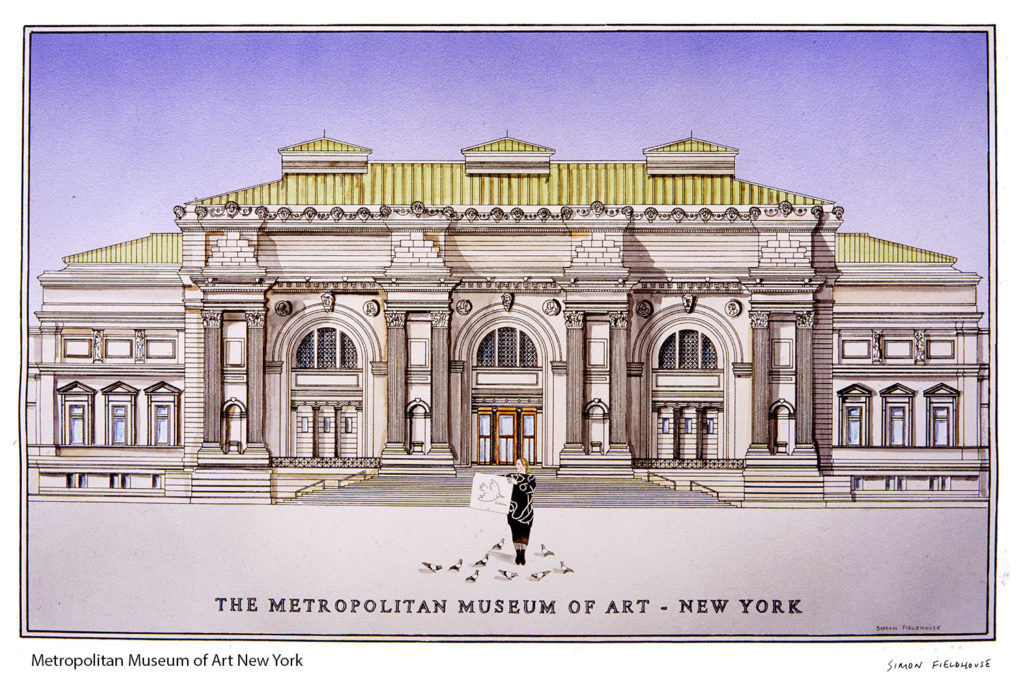 THE METROPOLITAN MUSEUM OF ART - NEW YORK
SIMON FIELDHOUSE
Metropolitan Museum of Art New York
SIMON FIELDHOUSE